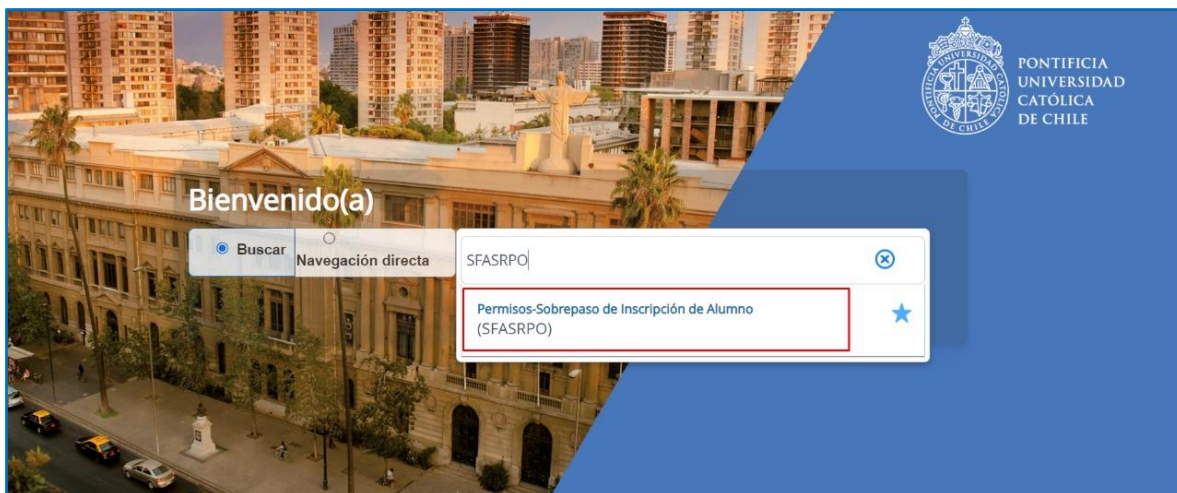 PONTIFICIA
UNIVERSIDAD
CATÓLICA
DE CHILE
Bienvenido(a)
Buscar
Navegación directa
SFASRPO
Permisos-Sobrepaso de Inscripción de Alumno
(SFASRPO)